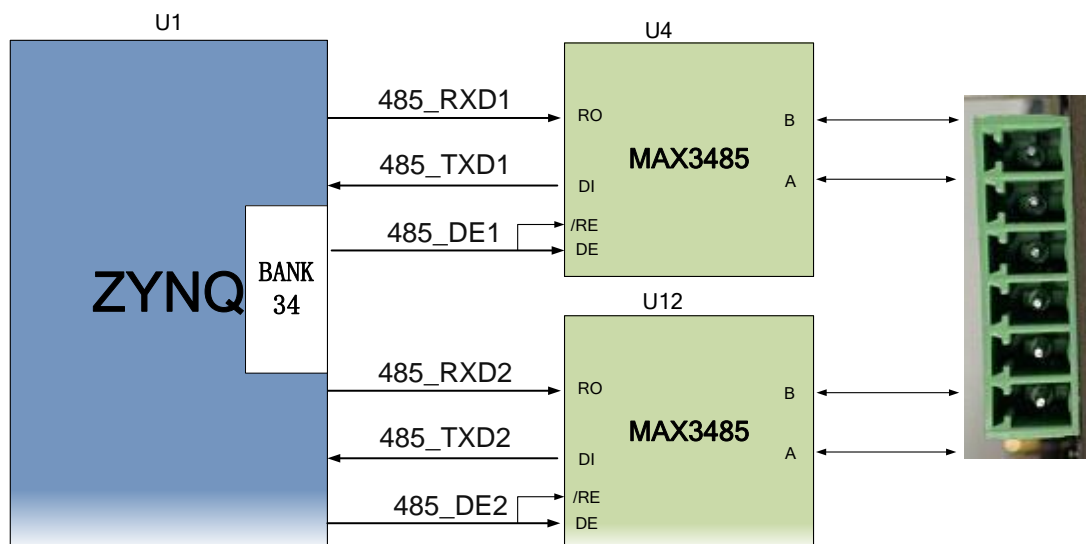 U1
U4
485_RXD1
RO
B
485_TXD1
MAX3485
DI
A
485_DE1
/RE
DE
ZYNQ
BANK
34
U12
485_RXD2
RO
B
485_TXD2
MAX3485
DI
A
485_DE2
/RE
DE